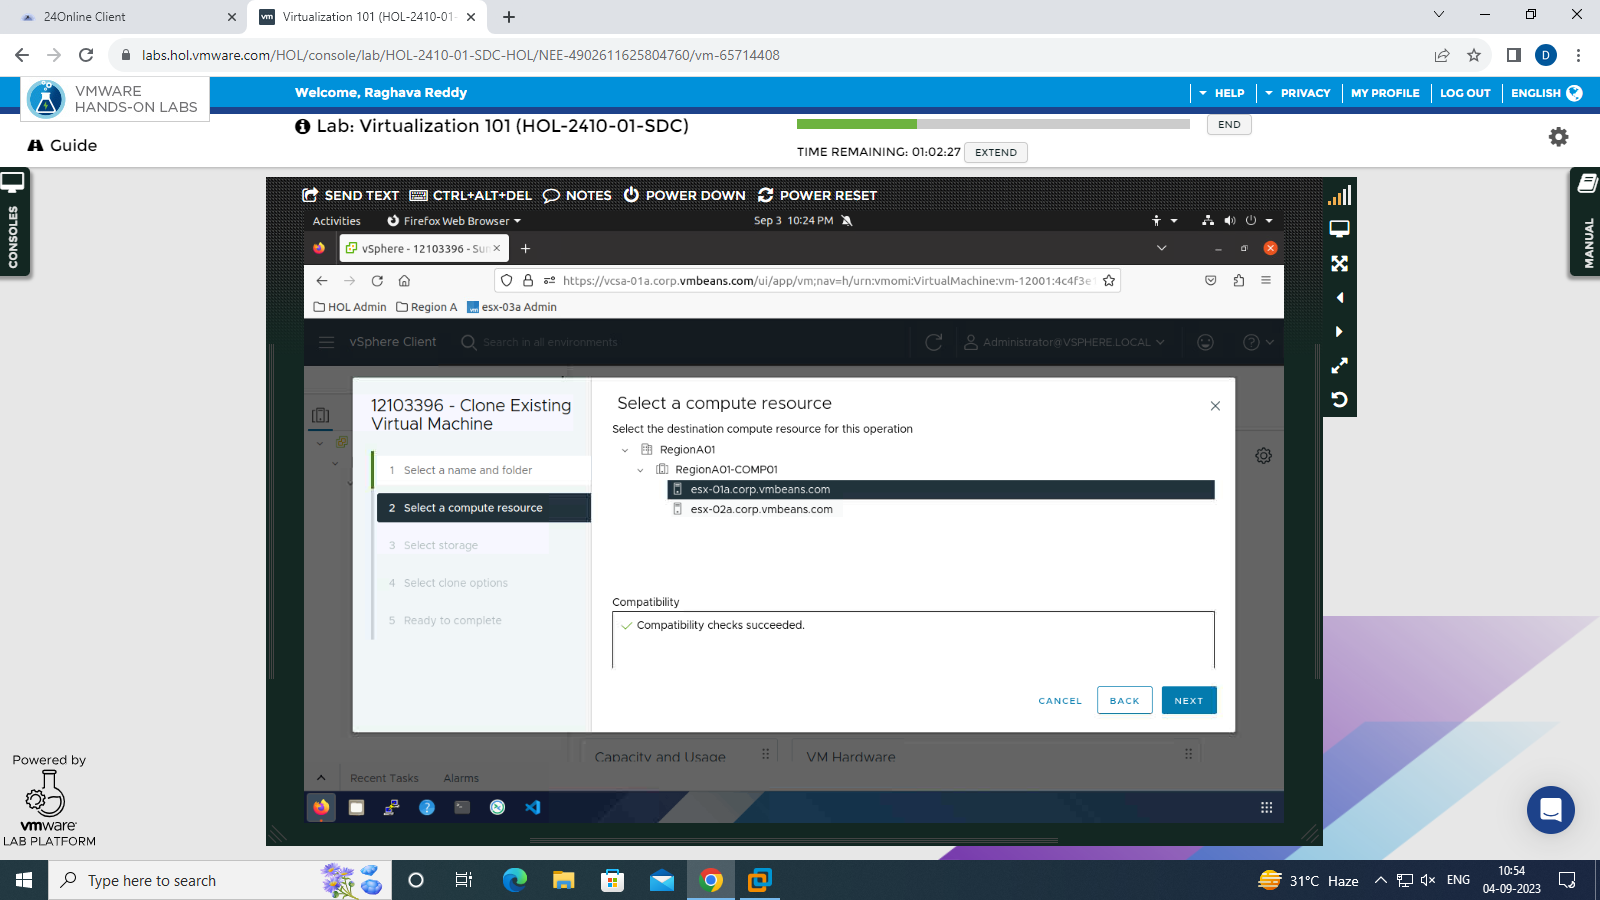 24Online Client
Virtualization 101 (HOL-2410-01-
labs.hol.vmware.com/HOL/console/lab/HOL-2410-01-SDC-HOL/NEE-4902611625804760/vm-65714408
D
VMWARE
HANDS-ON LABS
Welcome, Raghava Reddy
HELP
PRIVACY
MY PROFILE
LOG OUT
ENGLISH
Guide
Lab: Virtualization 101 (HOL-2410-01-SDC)
END
TIME REMAINING: 01:02:27
EXTEND
CONSOLES
MANUAL
SEND TEXT
CTRL+ALT+DEL
NOTES
POWER DOWN
POWER RESET
Activities
Firefox Web Browser
Sep 3 10:24 PM
vSphere - 12103396 - Sum
https://vcsa-01a.corp.vmbeans.com/ui/app/vm;nav=h/urn:vmomi:VirtualMachine:vm-12001:4c4f3e1
HOL Admin
Region A
esx-03a Admin
vSphere Client
Search in all environments
Administrator@VSPHERE.LOCAL
12103396 - Clone Existing
Virtual Machine
1 Select a name and folder
2 Select a compute resource
3 Select storage
4 Select clone options
5 Ready to complete
Select a compute resource
Select the destination compute resource for this operation
RegionA01
RegionA01-COMP01
esx-01a.corp.vmbeans.com
esx-02a.corp.vmbeans.com
Compatibility
Compatibility checks succeeded.
CANCEL
BACK
NEXT
Capacity and Usage
VM Hardware
Recent Tasks
Alarms
Powered by
vmware
LAB PLATFORM
Type here to search
31°C Haze
ENG
10:54
04-09-2023